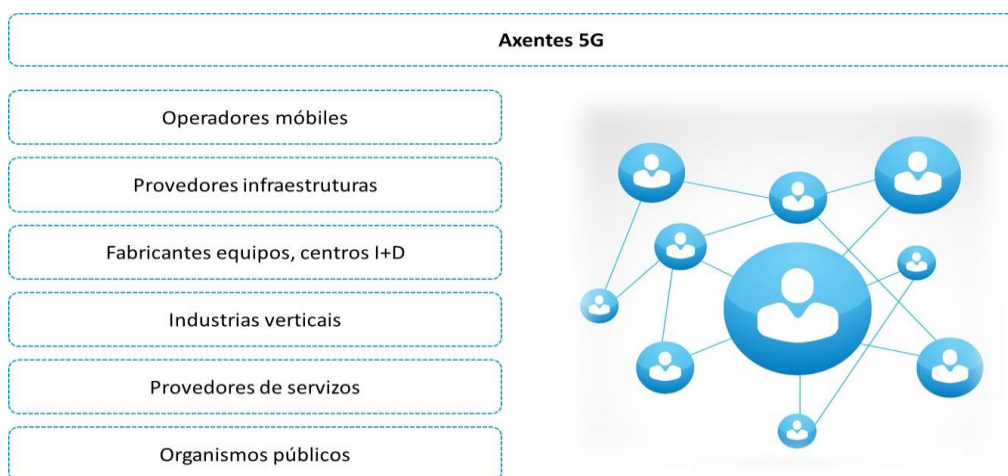 Axentes 5G
Operadores móbiles
Provedores infraestruturas
Fabricantes equipos, centros I+D
Industrias verticais
Provedores de servizos
Organismos públicos